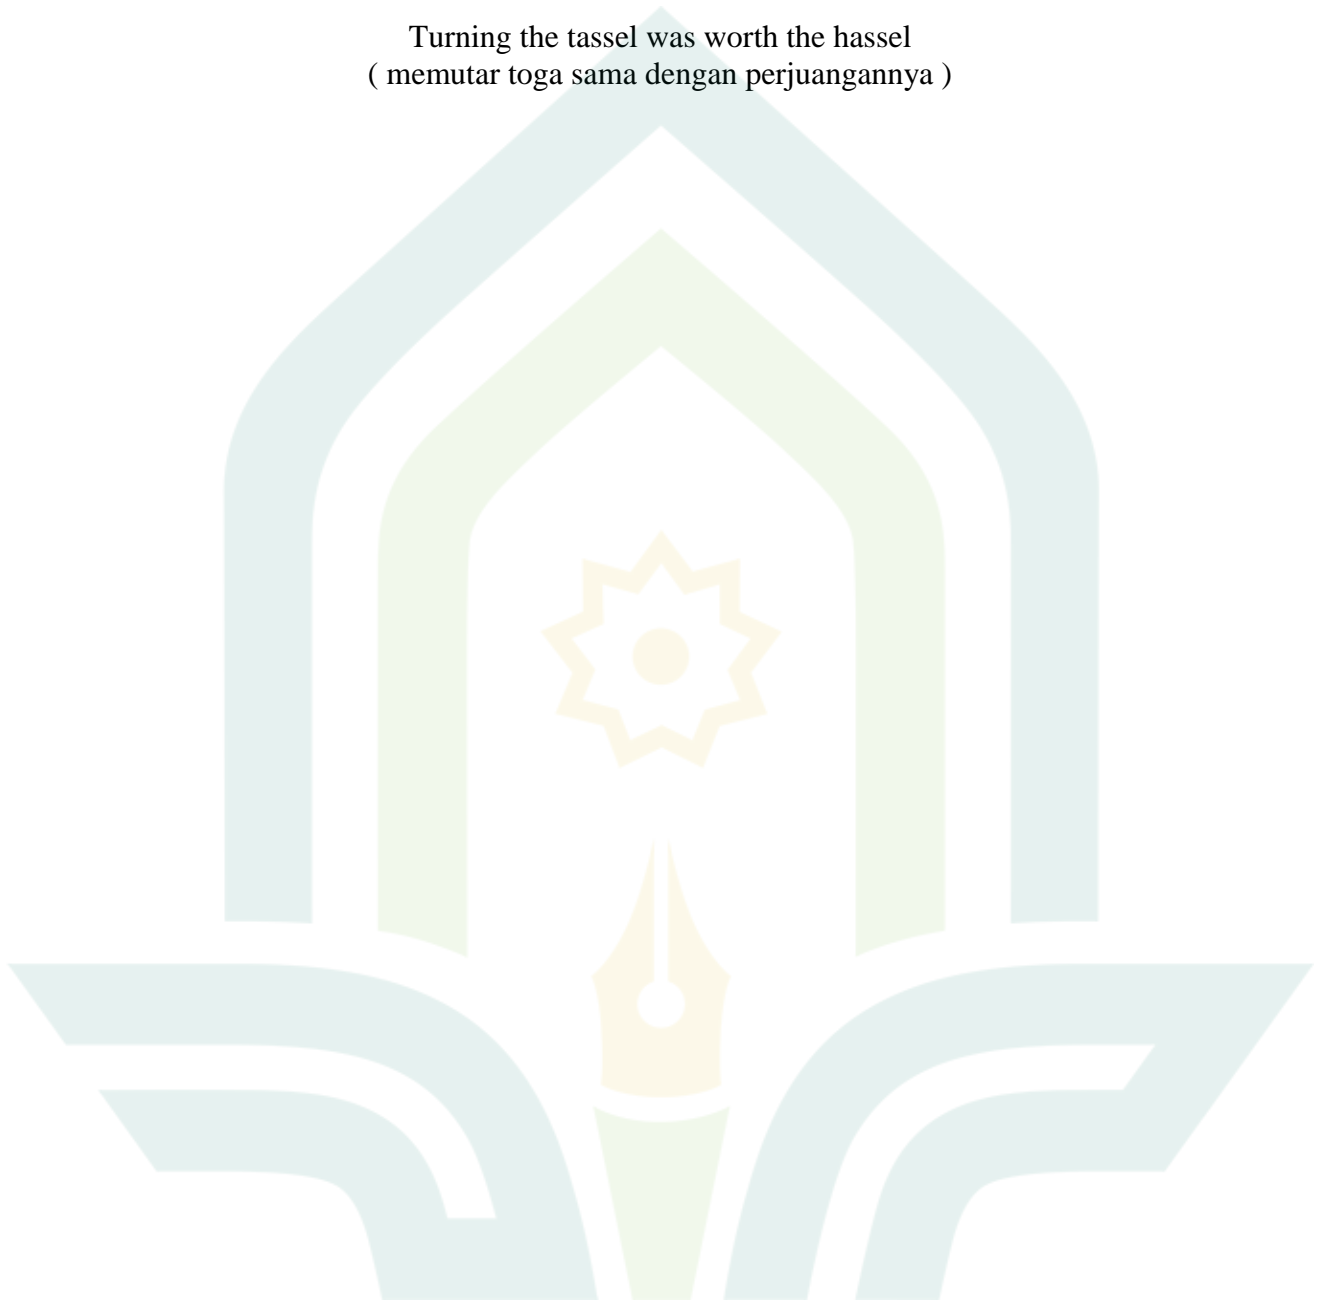 Turning the tassel was worth the hassel
( memutar toga sama dengan perjuangannya )